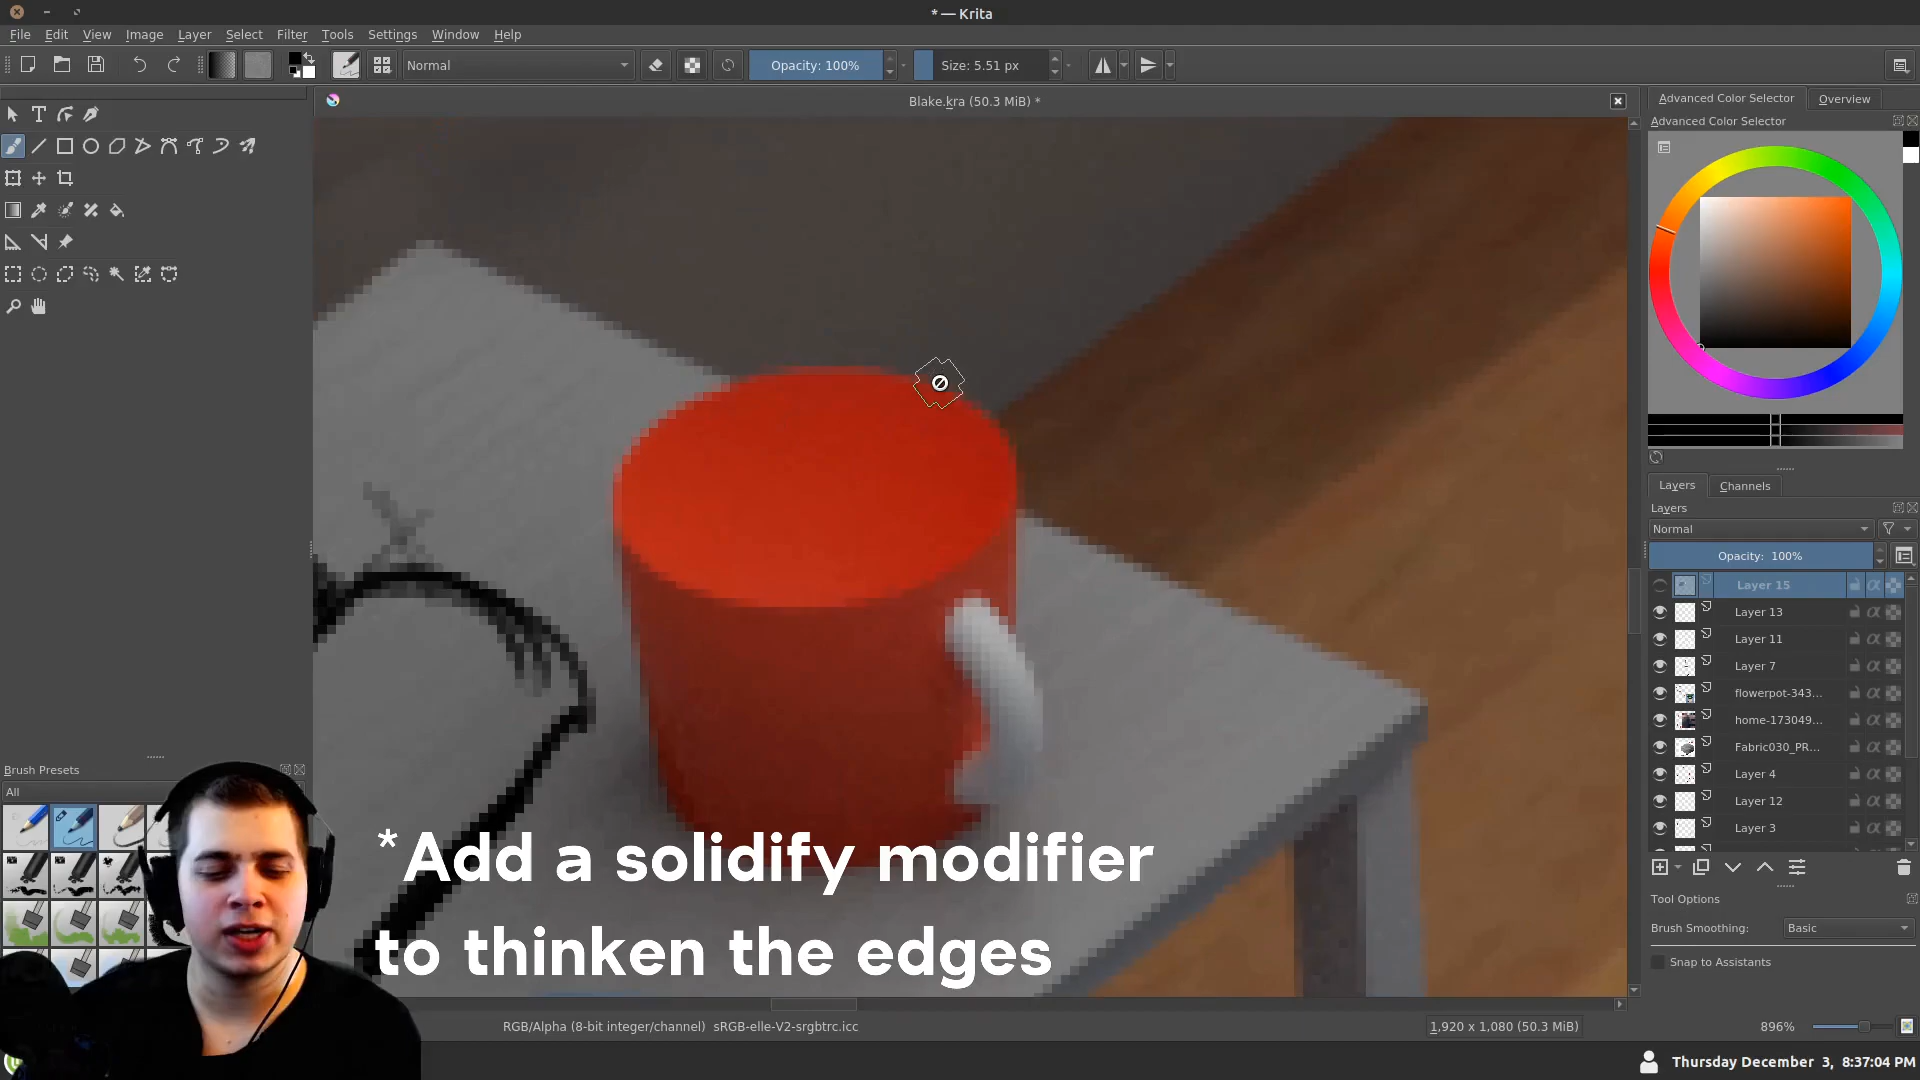 * — Krita
File Edit View Image Layer Select Filter Tools Settings Window Help
Normal Opacity: 100% Size: 5.51 px
Blake.kra (50.3 MiB) *
Advanced Color Selector Overview
Advanced Color Selector
Layers Channels
Layers
Normal
Opacity: 100%
Layer 15
Layer 13
Layer 11
Layer 7
flowerpot-343...
home-173049...
Fabric030_PR...
Layer 4
Layer 12
Layer 3
Tool Options
Brush Smoothing: Basic
Snap to Assistants
Brush Presets
All
*Add a solidify modifier
to thinken the edges
RGB/Alpha (8-bit integer/channel) sRGB-elle-V2-srgbtrc.icc
1,920 x 1,080 (50.3 MiB)
896%
Thursday December 3, 8:37:04 PM